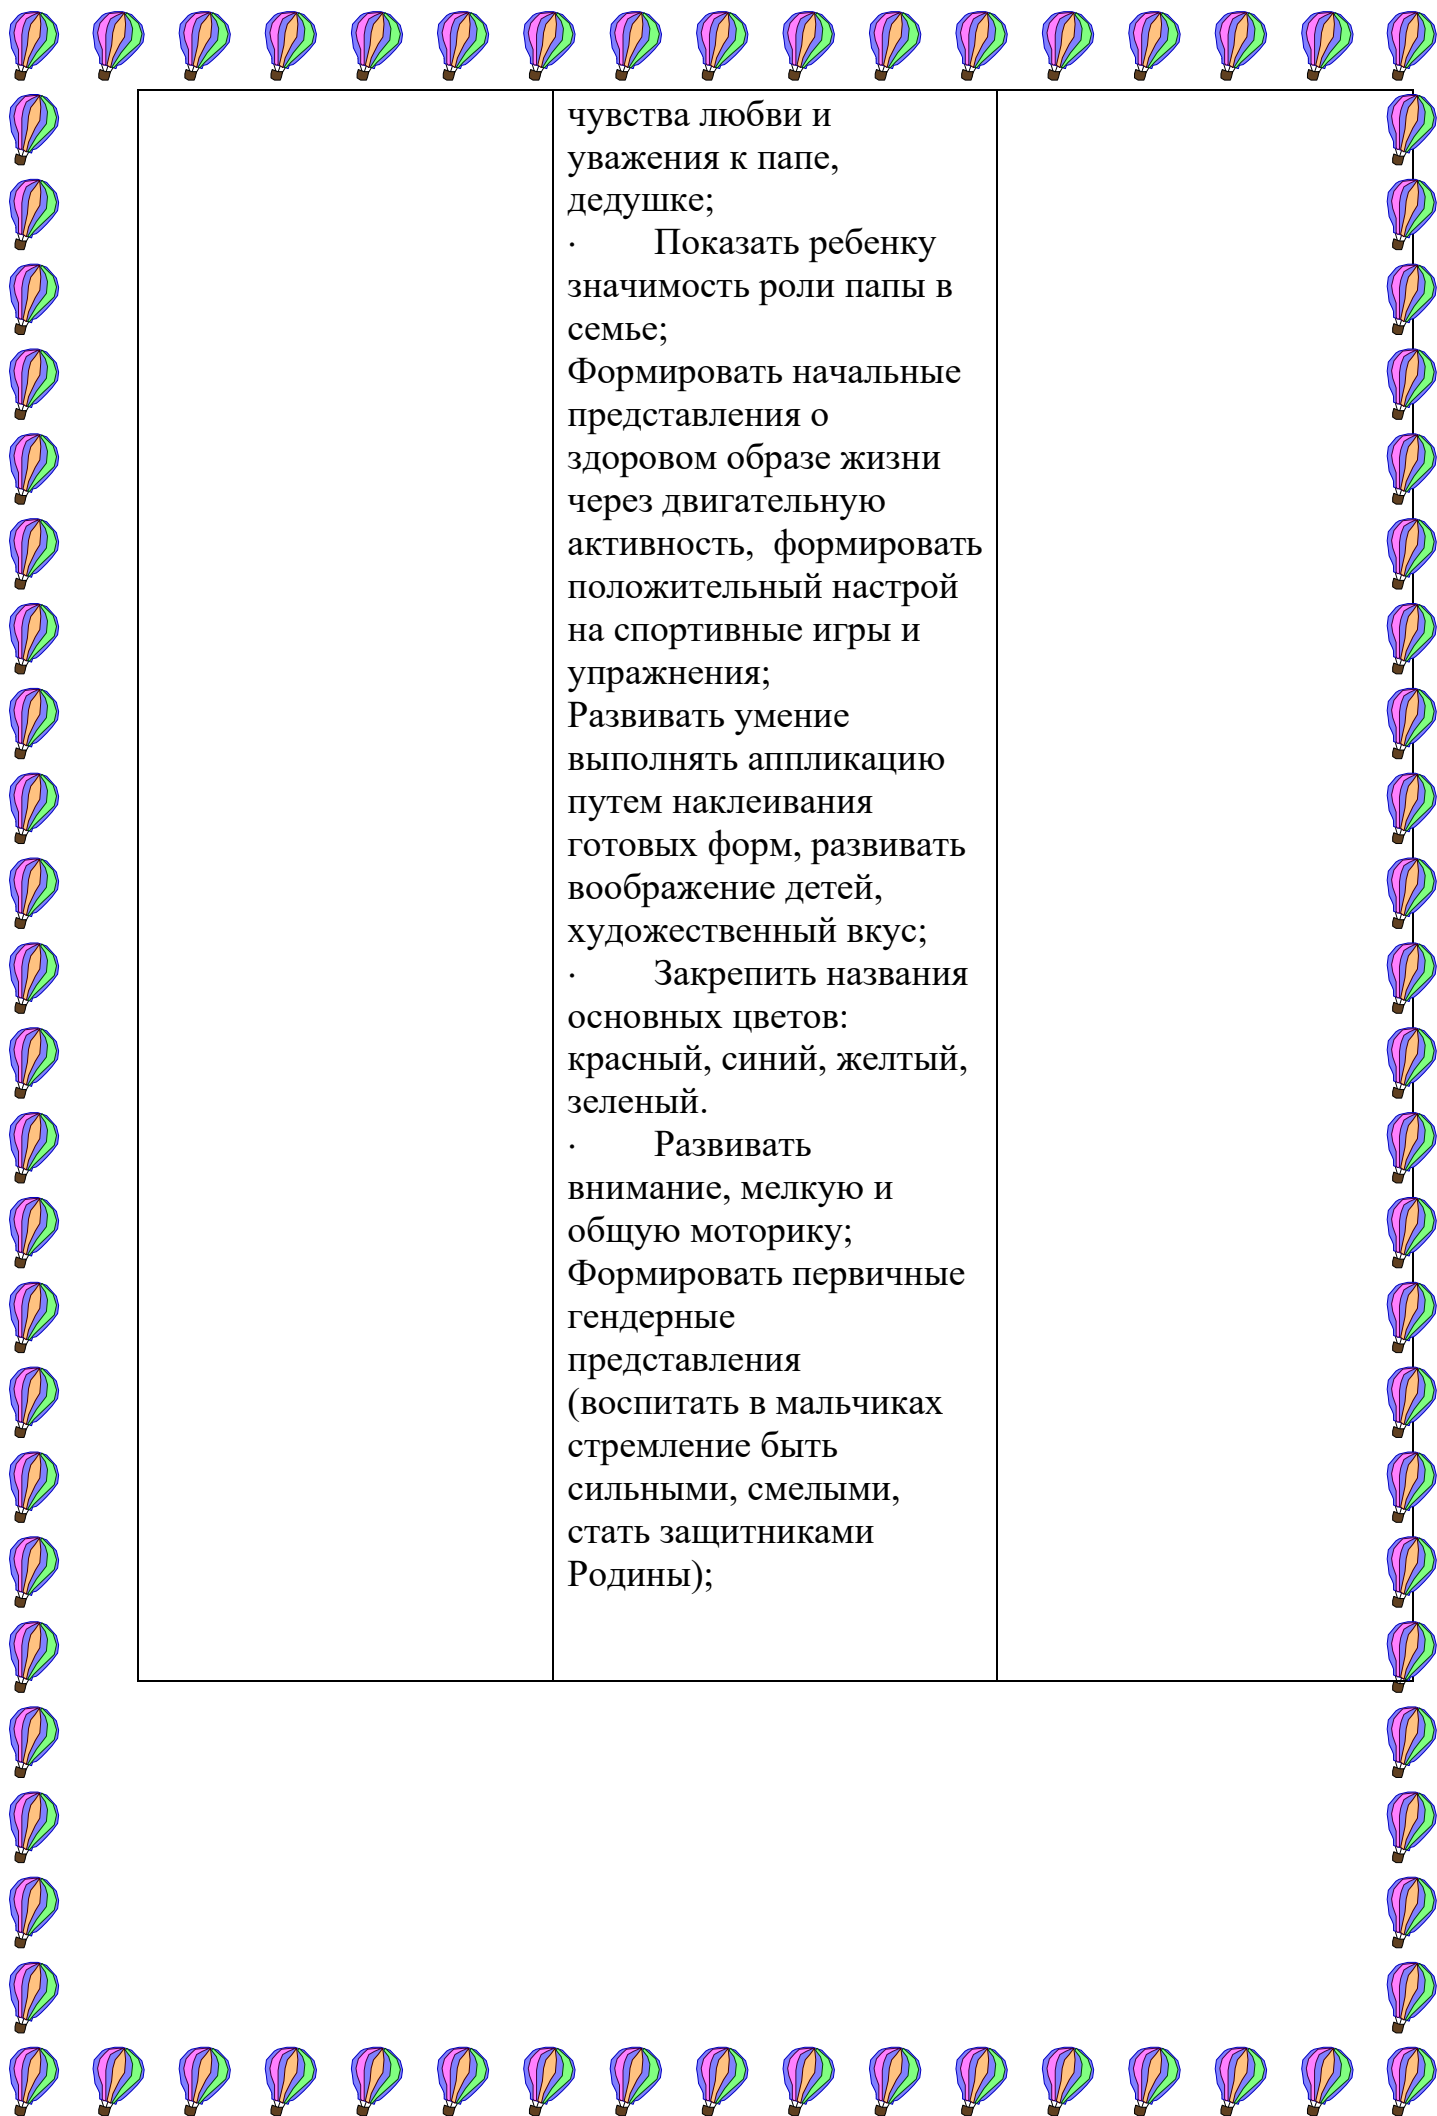 чувства любви и
уважения к папе,
дедушке;
· Показать ребенку
значимость роли папы в
семье;
Формировать начальные
представления о
здоровом образе жизни
через двигательную
активность,  формировать
положительный настрой
на спортивные игры и
упражнения;
Развивать умение
выполнять аппликацию
путем наклеивания
готовых форм, развивать
воображение детей,
художественный вкус;
· Закрепить названия
основных цветов:
красный, синий, желтый,
зеленый.
· Развивать
внимание, мелкую и
общую моторику;
Формировать первичные
гендерные
представления
(воспитать в мальчиках
стремление быть
сильными, смелыми,
стать защитниками
Родины);